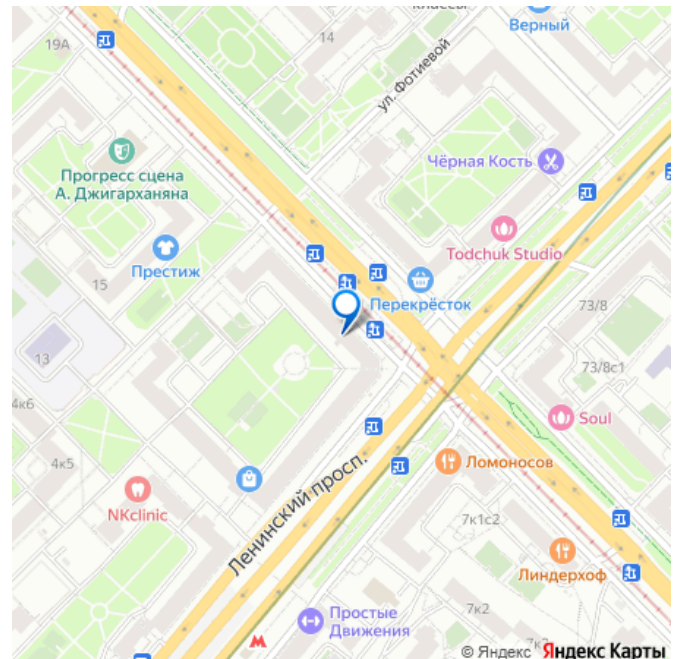 классы
Верный
14
19А
ул. Фотиевой
Чёрная Кость
Прогресс сцена
А. Джигарханяна
Todchuk Studio
Престиж
15
Перекрёсток
73/8
13
73/8с1
4к6
Soul
4к5
Ломоносов
NKclinic
Ленинский просп.
7к1с2
Линдерхоф
Простые
Движения
7к2
© Яндекс Яндекс Карты